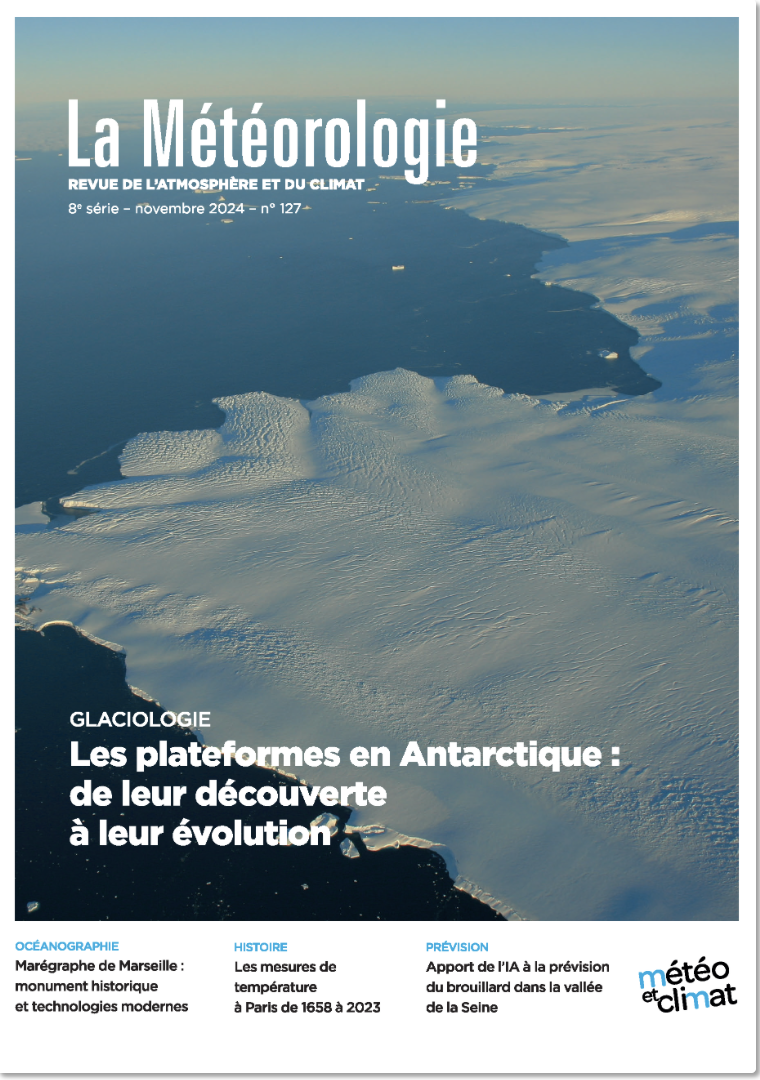 La Météorologie
REVUE DE L'ATMOSPHÈRE ET DU CLIMAT
8e série – novembre 2024 – n° 127
GLACIOLOGIE
Les plateformes en Antarctique :
de leur découverte
à leur évolution
OCÉANOGRAPHIE
Marégraphe de Marseille :
monument historique
et technologies modernes
HISTOIRE
Les mesures de
température
à Paris de 1658 à 2023
PRÉVISION
Apport de l'IA à la prévision
du brouillard dans la vallée
de la Seine
météo
et climat